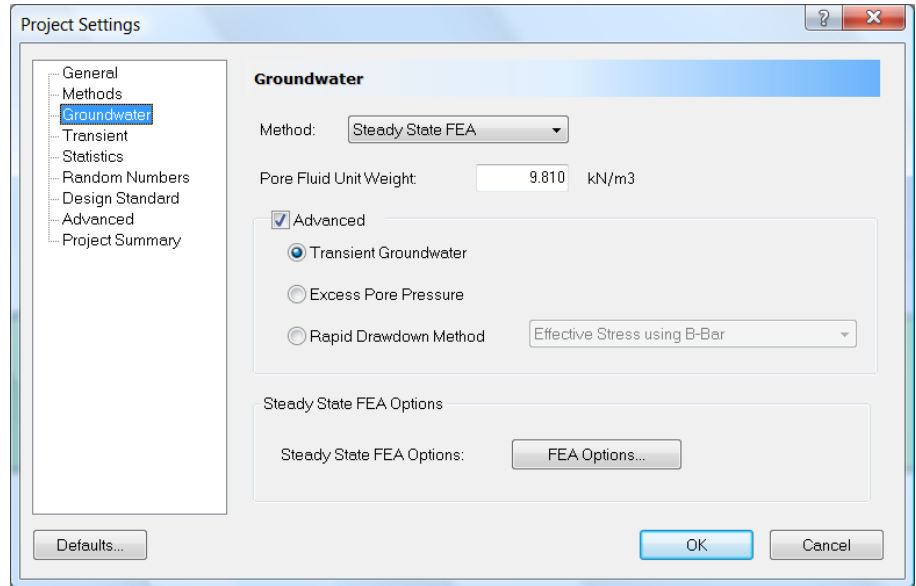 Project Settings
?
General
Methods
Groundwater
Transient
Statistics
Random Numbers
Design Standard
Advanced
Project Summary
Groundwater
Method: Steady State FEA
Pore Fluid Unit Weight: 9.810 kN/m3
Advanced
Transient Groundwater
Excess Pore Pressure
Rapid Drawdown Method Effective Stress using B-Bar
Steady State FEA Options
Steady State FEA Options: FEA Options...
Defaults... OK Cancel